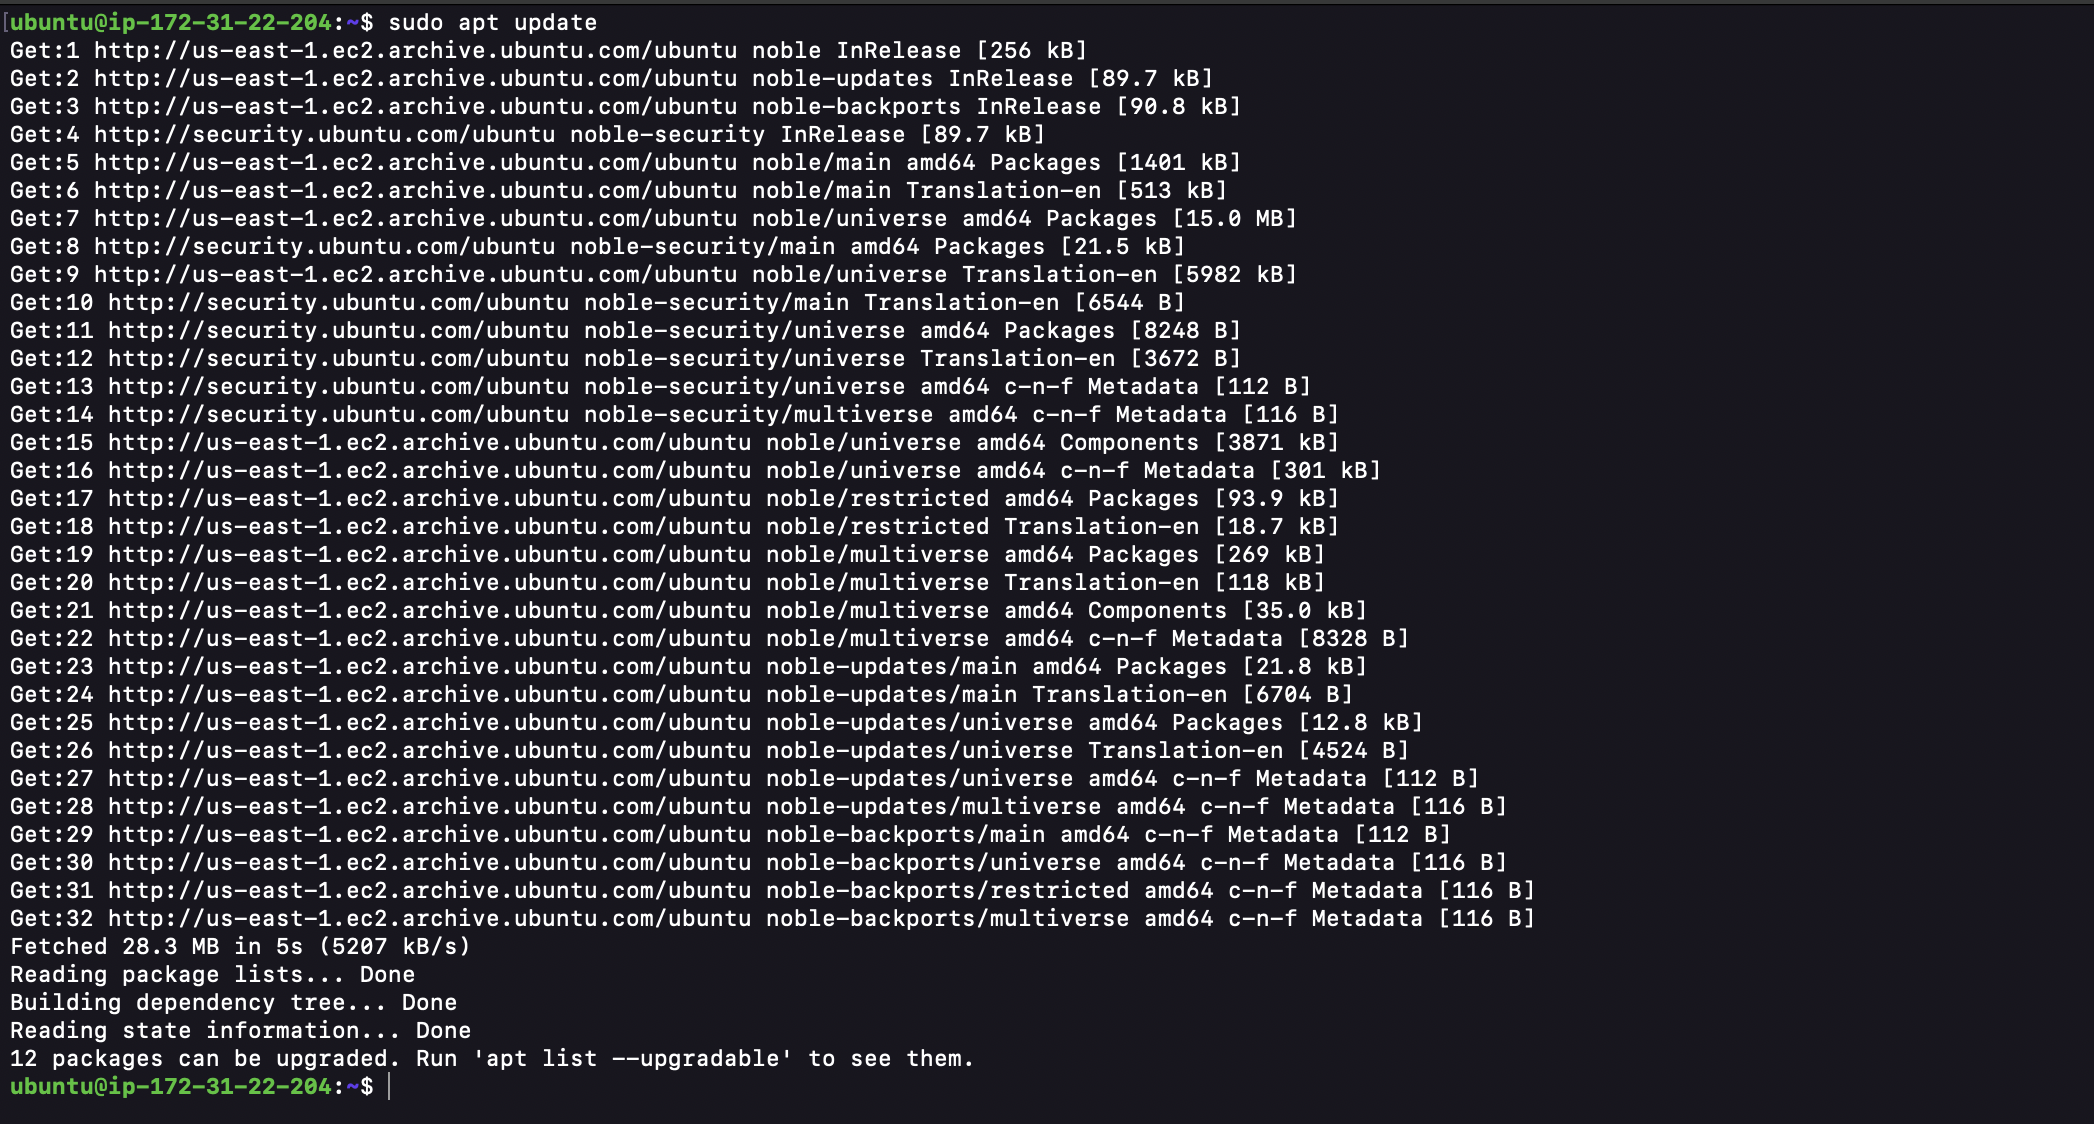 [ubuntu@ip-172-31-22-204:~$ sudo apt update
Get:1 http://us-east-1.ec2.archive.ubuntu.com/ubuntu noble InRelease [256 kB]
Get:2 http://us-east-1.ec2.archive.ubuntu.com/ubuntu noble-updates InRelease [89.7 kB]
Get:3 http://us-east-1.ec2.archive.ubuntu.com/ubuntu noble-backports InRelease [90.8 kB]
Get:4 http://security.ubuntu.com/ubuntu noble-security InRelease [89.7 kB]
Get:5 http://us-east-1.ec2.archive.ubuntu.com/ubuntu noble/main amd64 Packages [1401 kB]
Get:6 http://us-east-1.ec2.archive.ubuntu.com/ubuntu noble/main Translation-en [513 kB]
Get:7 http://us-east-1.ec2.archive.ubuntu.com/ubuntu noble/universe amd64 Packages [15.0 MB]
Get:8 http://security.ubuntu.com/ubuntu noble-security/main amd64 Packages [21.5 kB]
Get:9 http://us-east-1.ec2.archive.ubuntu.com/ubuntu noble/universe Translation-en [5982 kB]
Get:10 http://security.ubuntu.com/ubuntu noble-security/main Translation-en [6544 B]
Get:11 http://security.ubuntu.com/ubuntu noble-security/universe amd64 Packages [8248 B]
Get:12 http://security.ubuntu.com/ubuntu noble-security/universe Translation-en [3672 B]
Get:13 http://security.ubuntu.com/ubuntu noble-security/universe amd64 c-n-f Metadata [112 B]
Get:14 http://security.ubuntu.com/ubuntu noble-security/multiverse amd64 c-n-f Metadata [116 B]
Get:15 http://us-east-1.ec2.archive.ubuntu.com/ubuntu noble/universe amd64 Components [3871 kB]
Get:16 http://us-east-1.ec2.archive.ubuntu.com/ubuntu noble/universe amd64 c-n-f Metadata [301 kB]
Get:17 http://us-east-1.ec2.archive.ubuntu.com/ubuntu noble/restricted amd64 Packages [93.9 kB]
Get:18 http://us-east-1.ec2.archive.ubuntu.com/ubuntu noble/restricted Translation-en [18.7 kB]
Get:19 http://us-east-1.ec2.archive.ubuntu.com/ubuntu noble/multiverse amd64 Packages [269 kB]
Get:20 http://us-east-1.ec2.archive.ubuntu.com/ubuntu noble/multiverse Translation-en [118 kB]
Get:21 http://us-east-1.ec2.archive.ubuntu.com/ubuntu noble/multiverse amd64 Components [35.0 kB]
Get:22 http://us-east-1.ec2.archive.ubuntu.com/ubuntu noble/multiverse amd64 c-n-f Metadata [8328 B]
Get:23 http://us-east-1.ec2.archive.ubuntu.com/ubuntu noble-updates/main amd64 Packages [21.8 kB]
Get:24 http://us-east-1.ec2.archive.ubuntu.com/ubuntu noble-updates/main Translation-en [6704 B]
Get:25 http://us-east-1.ec2.archive.ubuntu.com/ubuntu noble-updates/universe amd64 Packages [12.8 kB]
Get:26 http://us-east-1.ec2.archive.ubuntu.com/ubuntu noble-updates/universe Translation-en [4524 B]
Get:27 http://us-east-1.ec2.archive.ubuntu.com/ubuntu noble-updates/universe amd64 c-n-f Metadata [112 B]
Get:28 http://us-east-1.ec2.archive.ubuntu.com/ubuntu noble-updates/multiverse amd64 c-n-f Metadata [116 B]
Get:29 http://us-east-1.ec2.archive.ubuntu.com/ubuntu noble-backports/main amd64 c-n-f Metadata [112 B]
Get:30 http://us-east-1.ec2.archive.ubuntu.com/ubuntu noble-backports/universe amd64 c-n-f Metadata [116 B]
Get:31 http://us-east-1.ec2.archive.ubuntu.com/ubuntu noble-backports/restricted amd64 c-n-f Metadata [116 B]
Get:32 http://us-east-1.ec2.archive.ubuntu.com/ubuntu noble-backports/multiverse amd64 c-n-f Metadata [116 B]
Fetched 28.3 MB in 5s (5207 kB/s)
Reading package lists... Done
Building dependency tree... Done
Reading state information... Done
12 packages can be upgraded. Run 'apt list --upgradable' to see them.
ubuntu@ip-172-31-22-204:~$